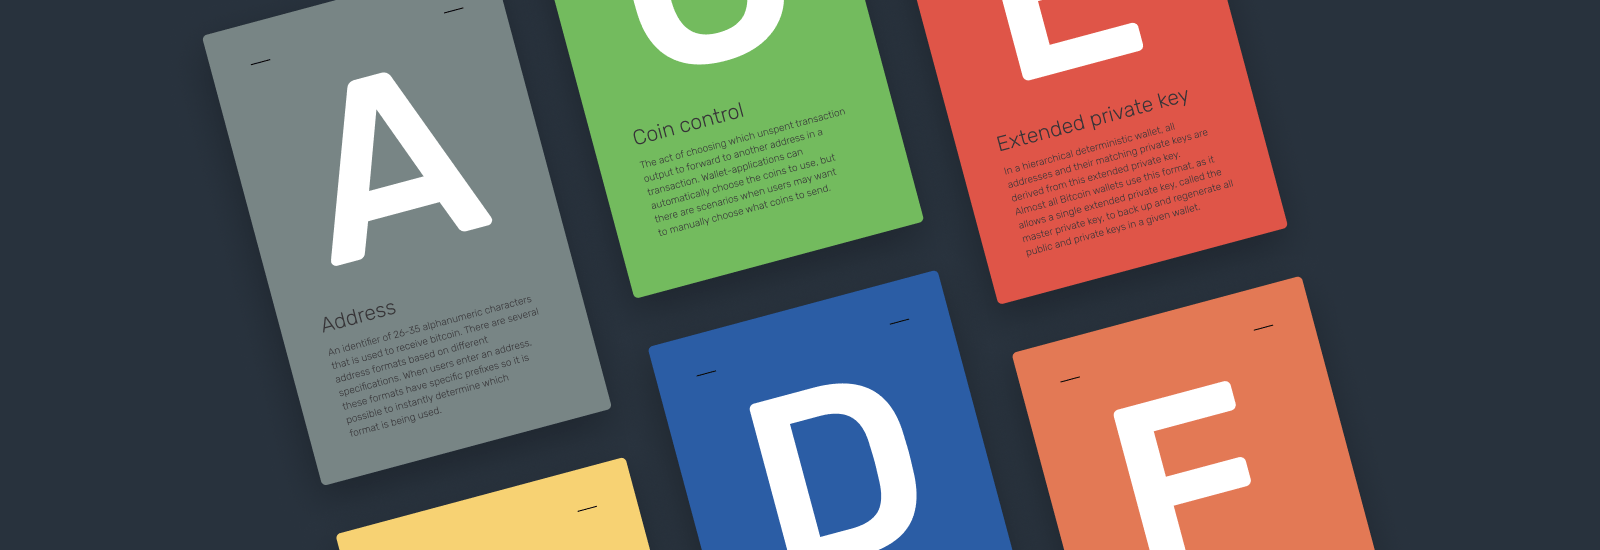 A
Address
An identifier of 26-35 alphanumeric characters
that is used to receive bitcoin. There are several
address formats based on different
specifications. When users enter an address,
these formats have specific prefixes so it is
possible to instantly determine which
format is being used.
C
Coin control
The act of choosing which unspent transaction
output to forward to another address in a
transaction. Wallet-applications can
automatically choose the coins to use, but
there are scenarios when users may want
to manually choose what coins to send.
E
Extended private key
In a hierarchical deterministic wallet, all
addresses and their matching private keys are
derived from this extended private key.
Almost all Bitcoin wallets use this format, as it
allows a single extended private key, called the
master private key, to back up and regenerate all
public and private keys in a given wallet.
D
F